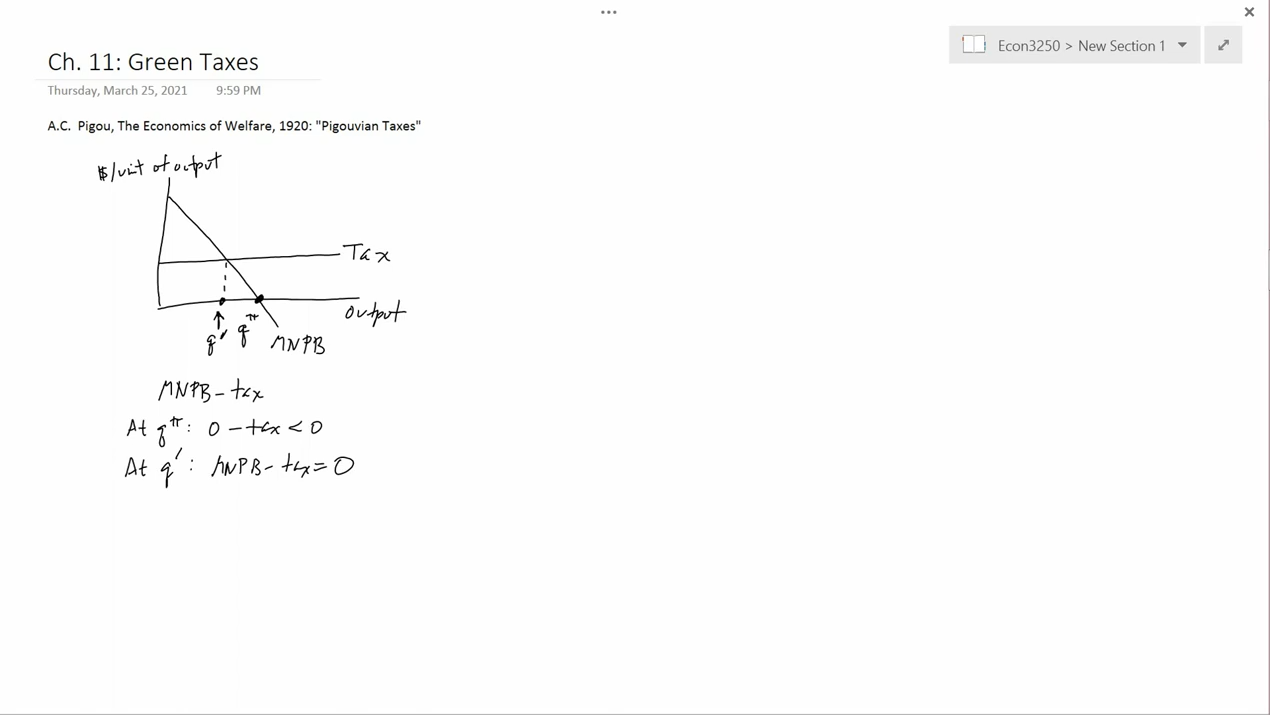 Econ3250 > New Section 1
Ch. 11: Green Taxes
Thursday, March 25, 2021 9:59 PM
A.C. Pigou, The Economics of Welfare, 1920: "Pigouvian Taxes"
$/unit of output
Tax
output
q' q^π
MNPB
MNPB - tax
At q^π: 0 - tax < 0
At q': MNPB - tax = 0